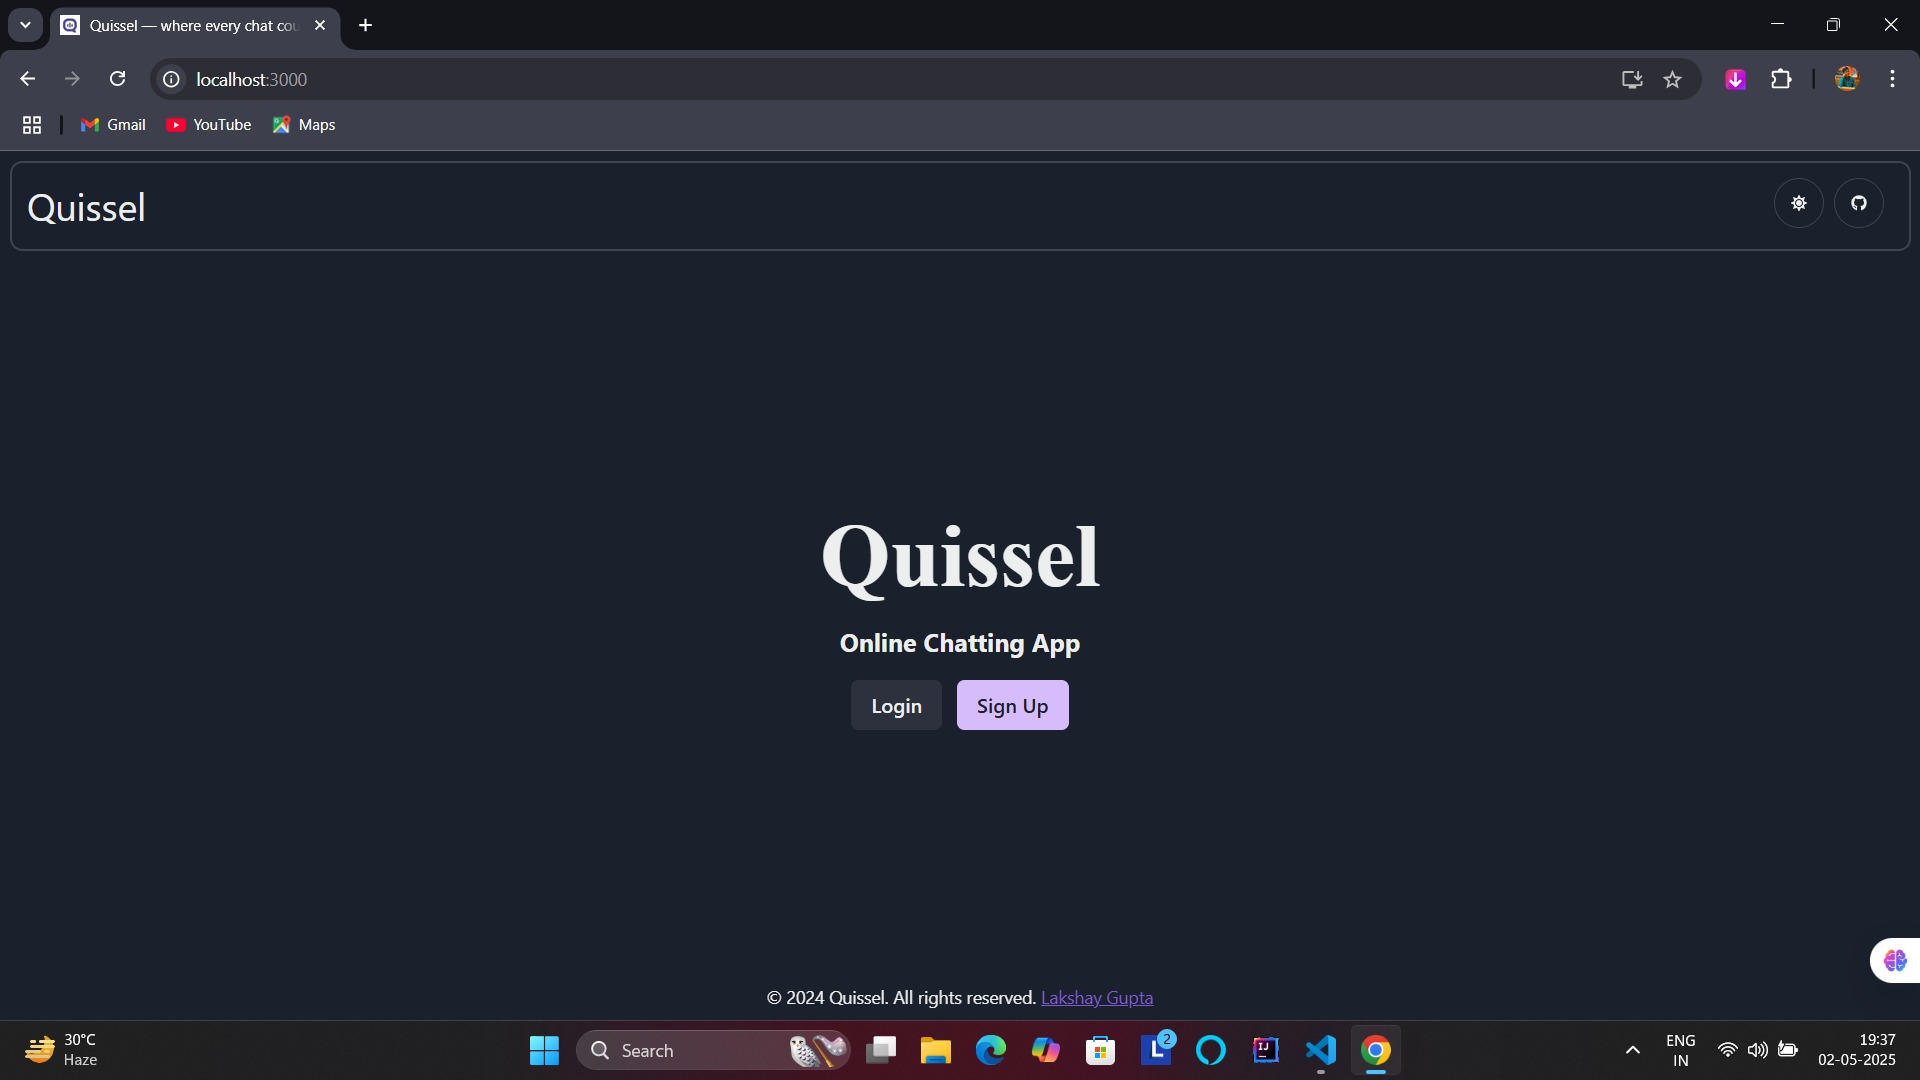 Quissel — where every chat cou
localhost:3000
Gmail
YouTube
Maps
Quissel
Quissel
Online Chatting App
Login
Sign Up
© 2024 Quissel. All rights reserved. Lakshay Gupta
30°C
Haze
Search
L
2
IJ
ENG
IN
19:37
02-05-2025